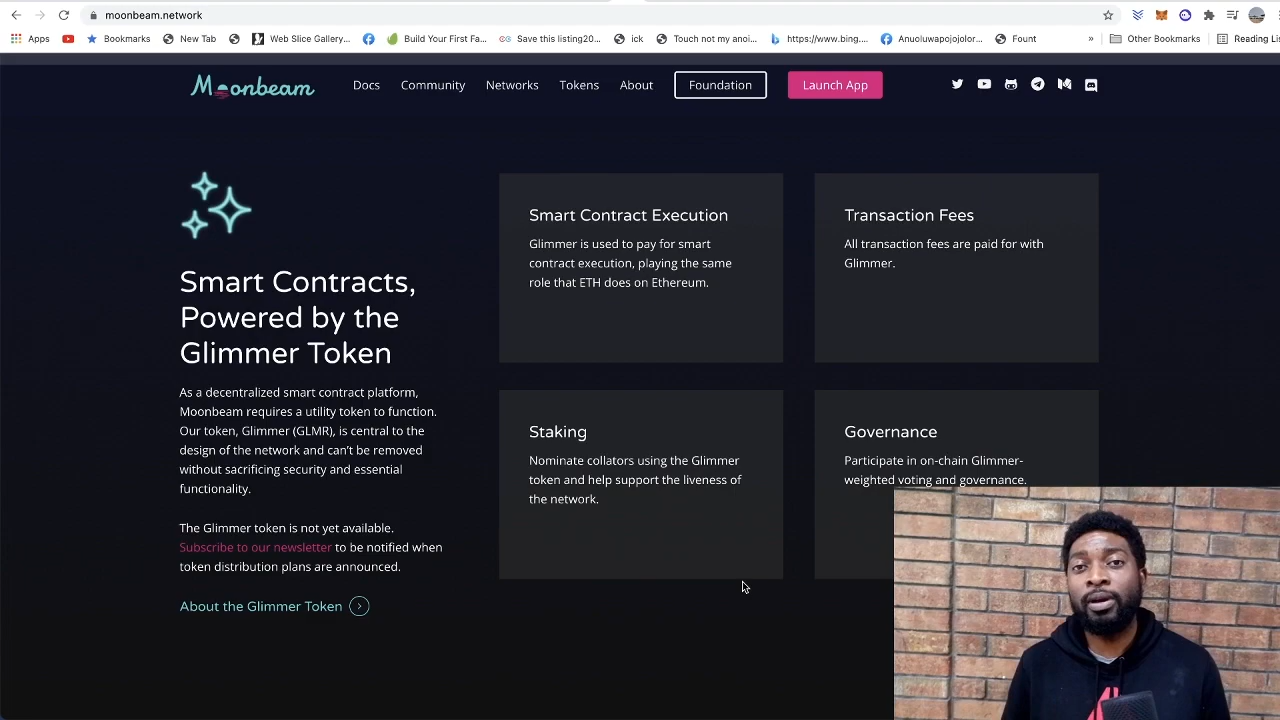 moonbeam.network
Apps Bookmarks New Tab Web Slice Gallery... Build Your First Fa... Save this listing20... ick Touch not my anoi... https://www.bing.... Anuoluwapojojolor... Fount » Other Bookmarks Reading Lis
Moonbeam Docs Community Networks Tokens About Foundation Launch App
Smart Contracts,
Powered by the
Glimmer Token
As a decentralized smart contract platform,
Moonbeam requires a utility token to function.
Our token, Glimmer (GLMR), is central to the
design of the network and can't be removed
without sacrificing security and essential
functionality.
The Glimmer token is not yet available.
Subscribe to our newsletter to be notified when
token distribution plans are announced.
About the Glimmer Token
Smart Contract Execution
Glimmer is used to pay for smart
contract execution, playing the same
role that ETH does on Ethereum.
Transaction Fees
All transaction fees are paid for with
Glimmer.
Staking
Nominate collators using the Glimmer
token and help support the liveness of
the network.
Governance
Participate in on-chain Glimmer-
weighted voting and governance.